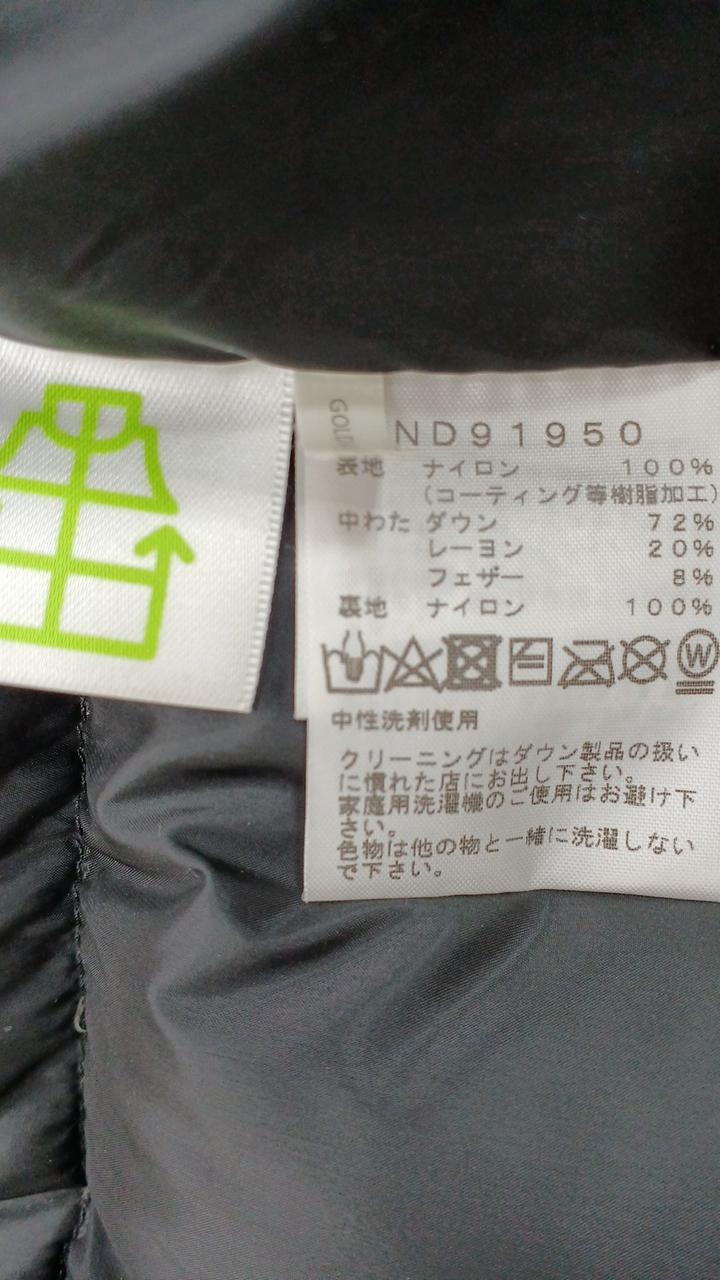 GOLD
ND91950
表地 ナイロン 100%
(コーティング等樹脂加工)
中わた ダウン 72%
レーヨン 20%
フェザー 8%
裏地 ナイロン 100%
W
中性洗剤使用
クリーニングはダウン製品の扱い
に慣れた店にお出し下さい。
家庭用洗濯機のご使用はお避け下
さい。
色物は他の物と一緒に洗濯しない
で下さい。